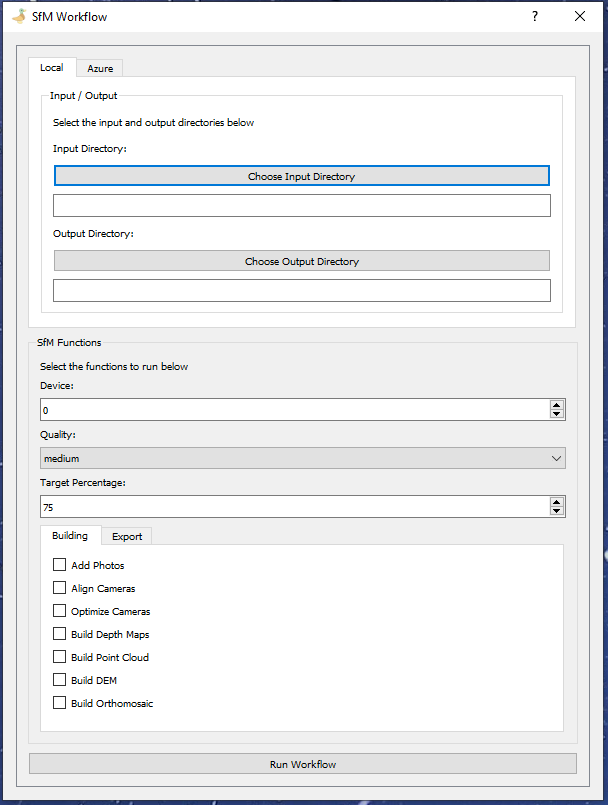 SfM Workflow
?
Local
Azure
Input / Output
Select the input and output directories below
Input Directory:
Choose Input Directory
Output Directory:
Choose Output Directory
SfM Functions
Select the functions to run below
Device:
0
Quality:
medium
Target Percentage:
75
Building
Export
Add Photos
Align Cameras
Optimize Cameras
Build Depth Maps
Build Point Cloud
Build DEM
Build Orthomosaic
Run Workflow